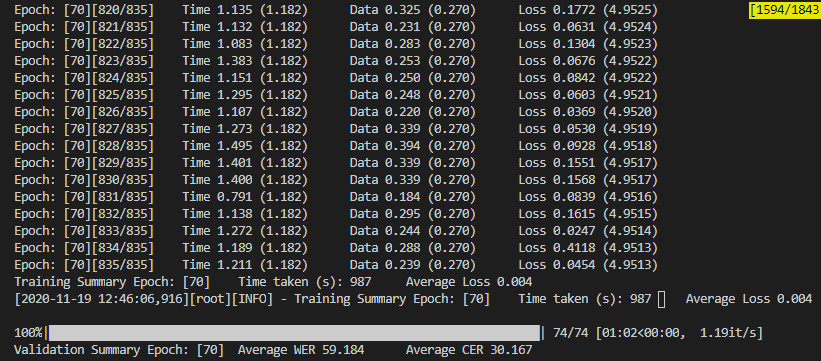 Epoch: [70][820/835] Time 1.135 (1.182) Data 0.325 (0.270) Loss 0.1772 (4.9525) [1594/1843
Epoch: [70][821/835] Time 1.132 (1.182) Data 0.231 (0.270) Loss 0.0631 (4.9524)
Epoch: [70][822/835] Time 1.083 (1.182) Data 0.283 (0.270) Loss 0.1304 (4.9523)
Epoch: [70][823/835] Time 1.383 (1.182) Data 0.253 (0.270) Loss 0.0676 (4.9522)
Epoch: [70][824/835] Time 1.151 (1.182) Data 0.250 (0.270) Loss 0.0842 (4.9522)
Epoch: [70][825/835] Time 1.295 (1.182) Data 0.248 (0.270) Loss 0.0603 (4.9521)
Epoch: [70][826/835] Time 1.107 (1.182) Data 0.220 (0.270) Loss 0.0369 (4.9520)
Epoch: [70][827/835] Time 1.273 (1.182) Data 0.339 (0.270) Loss 0.0530 (4.9519)
Epoch: [70][828/835] Time 1.495 (1.182) Data 0.394 (0.270) Loss 0.0928 (4.9518)
Epoch: [70][829/835] Time 1.401 (1.182) Data 0.339 (0.270) Loss 0.1551 (4.9517)
Epoch: [70][830/835] Time 1.400 (1.182) Data 0.339 (0.270) Loss 0.1568 (4.9517)
Epoch: [70][831/835] Time 0.791 (1.182) Data 0.184 (0.270) Loss 0.0839 (4.9516)
Epoch: [70][832/835] Time 1.138 (1.182) Data 0.295 (0.270) Loss 0.1615 (4.9515)
Epoch: [70][833/835] Time 1.272 (1.182) Data 0.244 (0.270) Loss 0.0247 (4.9514)
Epoch: [70][834/835] Time 1.189 (1.182) Data 0.288 (0.270) Loss 0.4118 (4.9513)
Epoch: [70][835/835] Time 1.211 (1.182) Data 0.239 (0.270) Loss 0.0454 (4.9513)
Training Summary Epoch: [70] Time taken (s): 987 Average Loss 0.004
[2020-11-19 12:46:06,916][root][INFO] - Training Summary Epoch: [70] Time taken (s): 987 Average Loss 0.004
100%| | 74/74 [01:02<00:00, 1.19it/s]
Validation Summary Epoch: [70] Average WER 59.184 Average CER 30.167